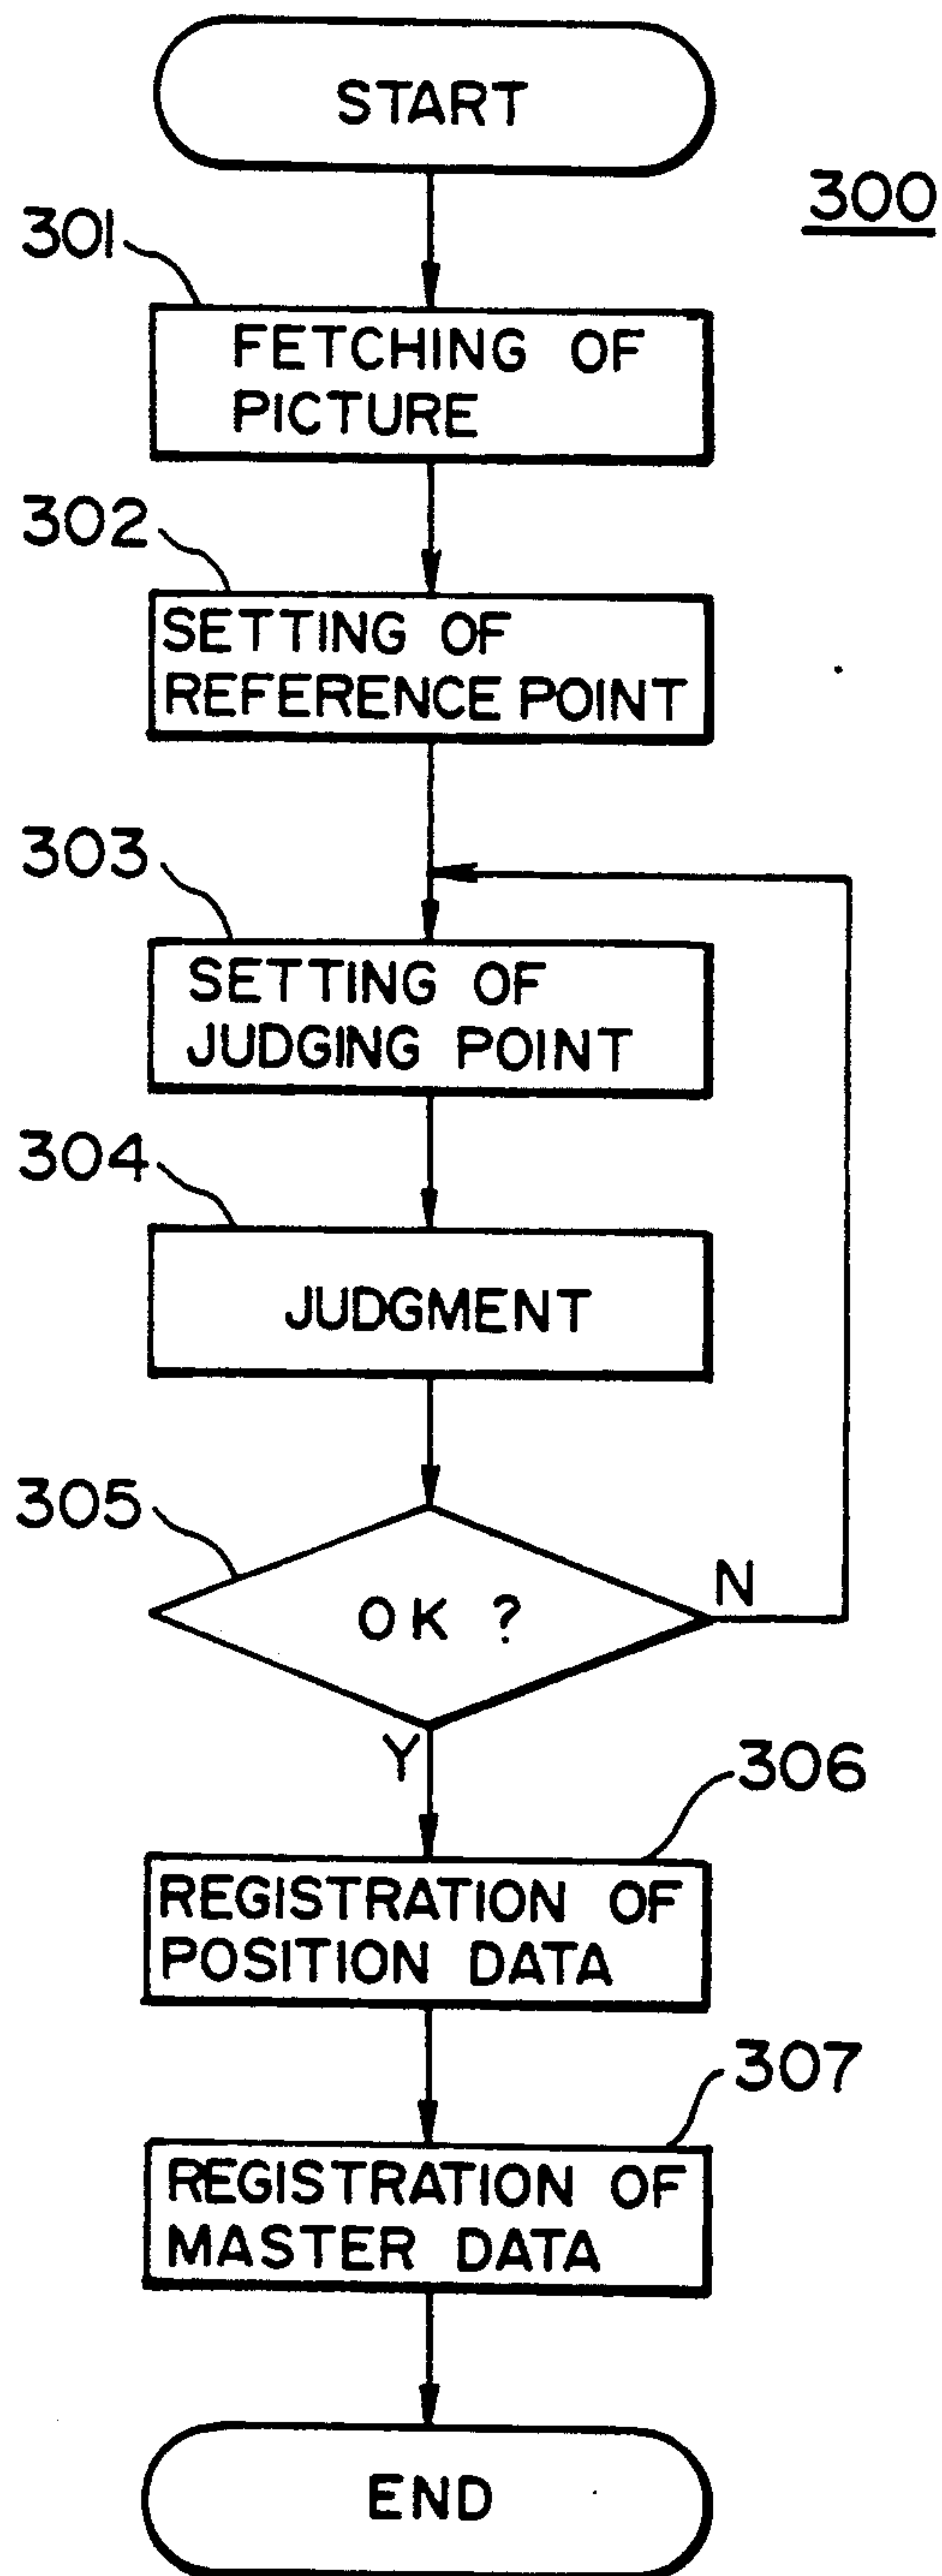 START
300
301
FETCHING OF
PICTURE
302
SETTING OF
REFERENCE POINT
303
SETTING OF
JUDGING POINT
304
JUDGMENT
305
OK ?
N
Y
306
REGISTRATION OF
POSITION DATA
307
REGISTRATION OF
MASTER DATA
END